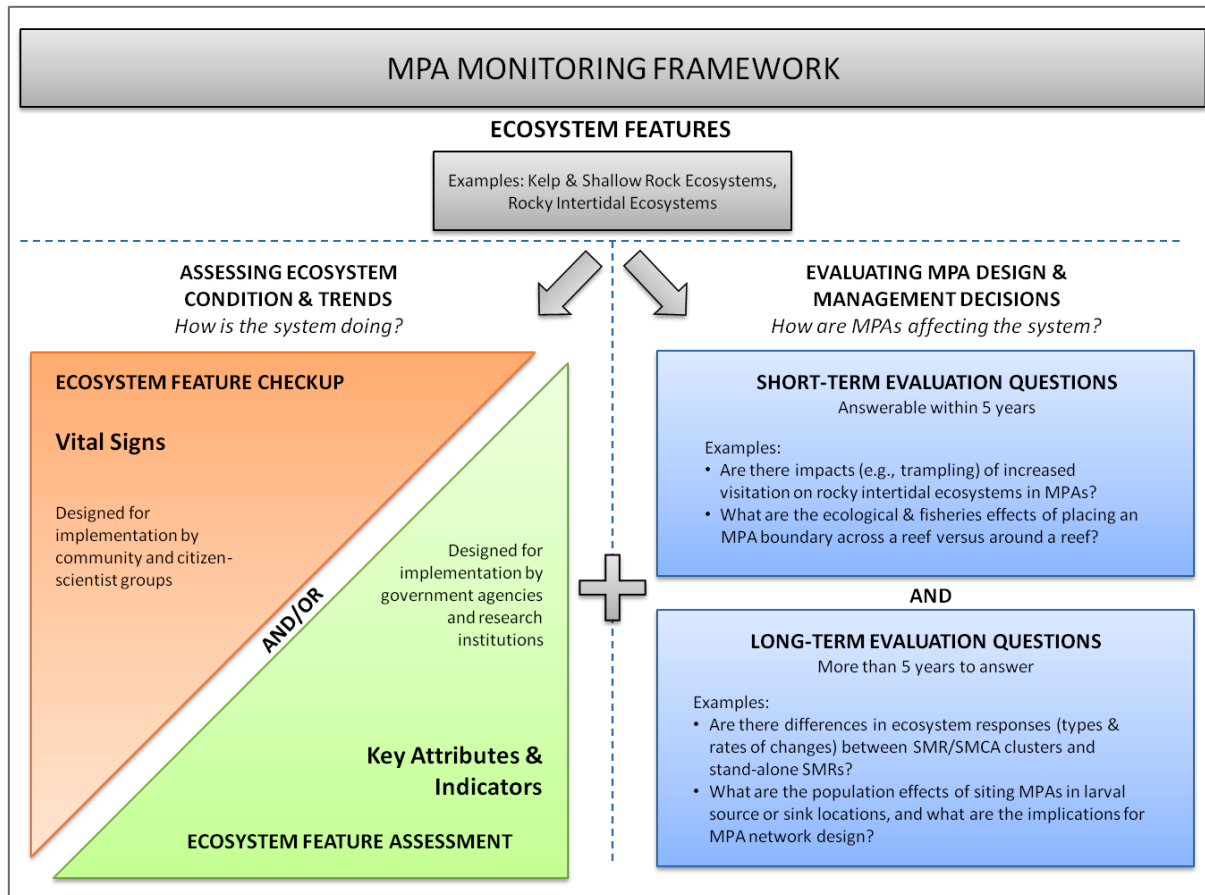 MPA MONITORING FRAMEWORK
ECOSYSTEM FEATURES
Examples: Kelp & Shallow Rock Ecosystems,
Rocky Intertidal Ecosystems
ASSESSING ECOSYSTEM
CONDITION & TRENDS
How is the system doing?
ECOSYSTEM FEATURE CHECKUP
Vital Signs
Designed for
implementation by
community and citizen-
scientist groups
AND/OR
Designed for
implementation by
government agencies
and research
institutions
Key Attributes &
Indicators
ECOSYSTEM FEATURE ASSESSMENT
EVALUATING MPA DESIGN &
MANAGEMENT DECISIONS
How are MPAs affecting the system?
SHORT-TERM EVALUATION QUESTIONS
Answerable within 5 years
Examples:
• Are there impacts (e.g., trampling) of increased
visitation on rocky intertidal ecosystems in MPAs?
• What are the ecological & fisheries effects of placing an
MPA boundary across a reef versus around a reef?
AND
LONG-TERM EVALUATION QUESTIONS
More than 5 years to answer
Examples:
• Are there differences in ecosystem responses (types &
rates of changes) between SMR/SMCA clusters and
stand-alone SMRs?
• What are the population effects of siting MPAs in larval
source or sink locations, and what are the implications for
MPA network design?